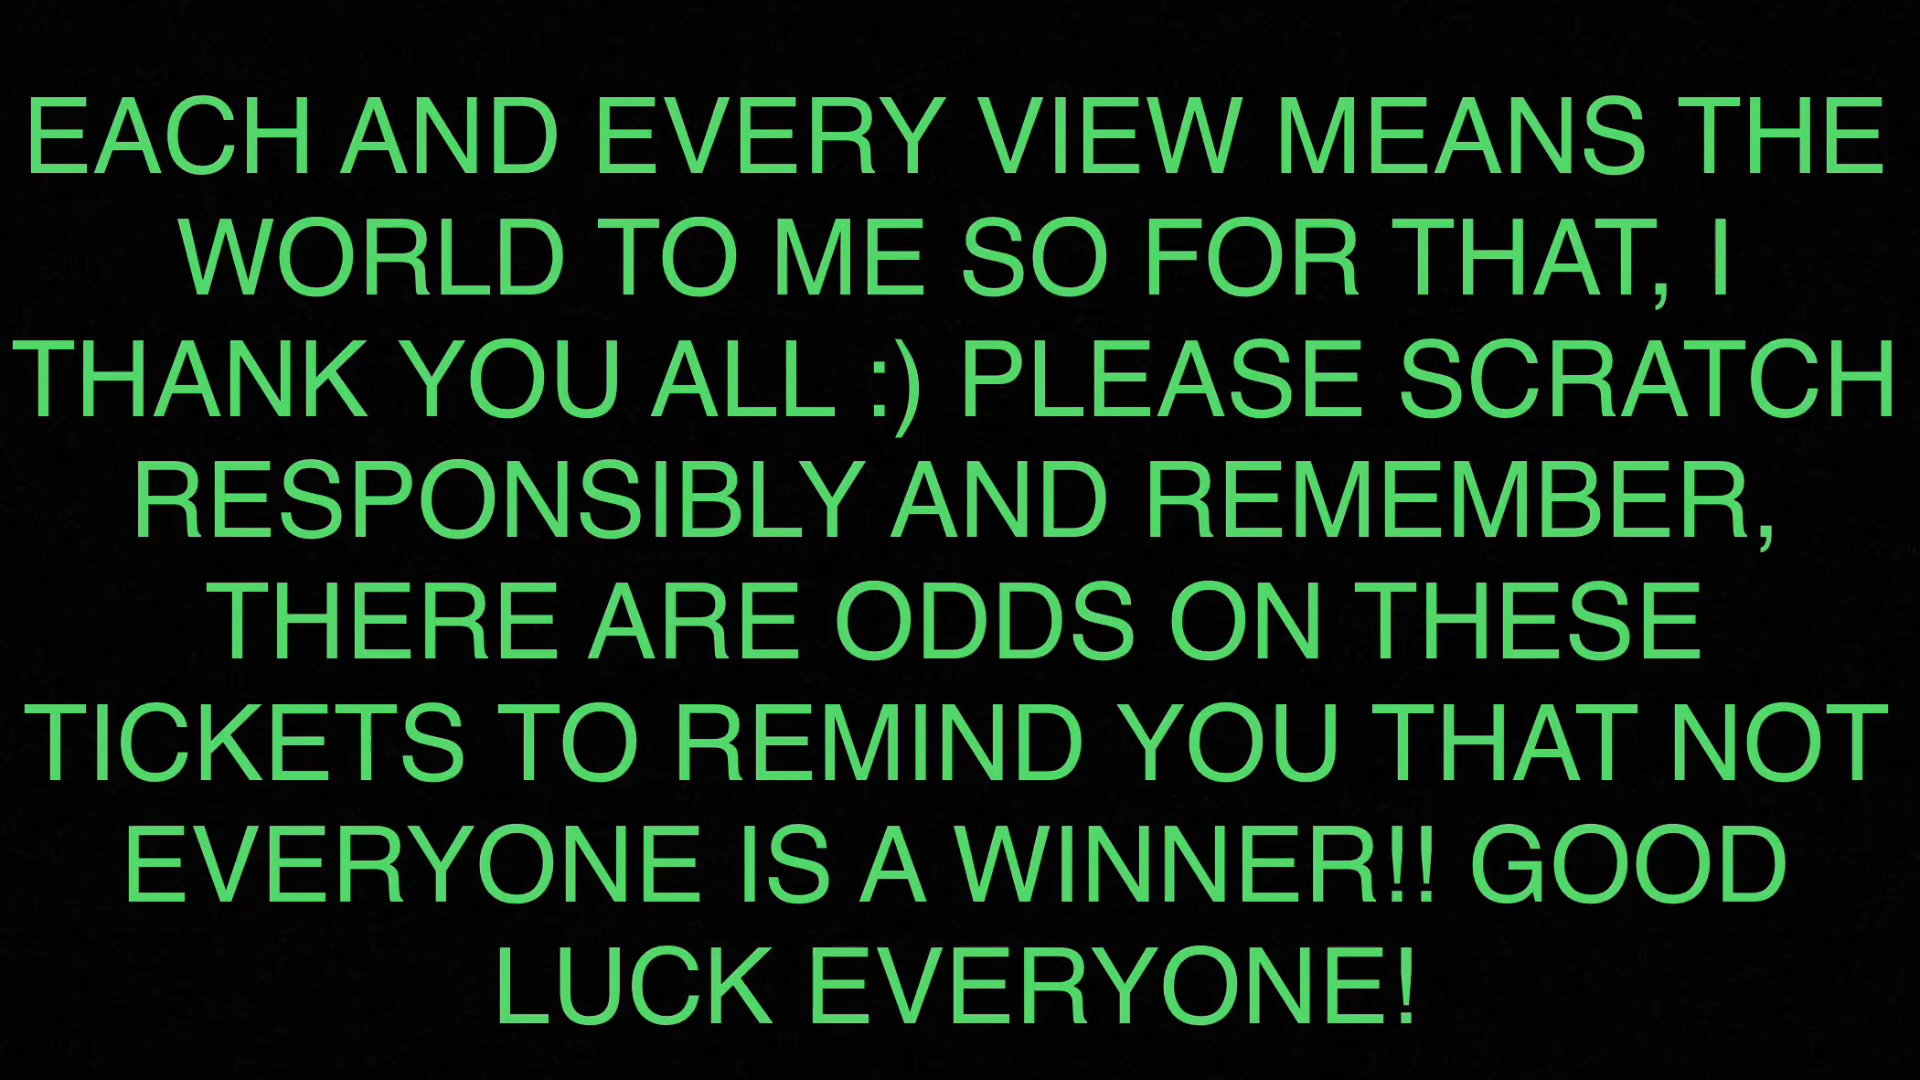 EACH AND EVERY VIEW MEANS THE
WORLD TO ME SO FOR THAT, I
THANK YOU ALL :) PLEASE SCRATCH
RESPONSIBLY AND REMEMBER,
THERE ARE ODDS ON THESE
TICKETS TO REMIND YOU THAT NOT
EVERYONE IS A WINNER!! GOOD
LUCK EVERYONE!